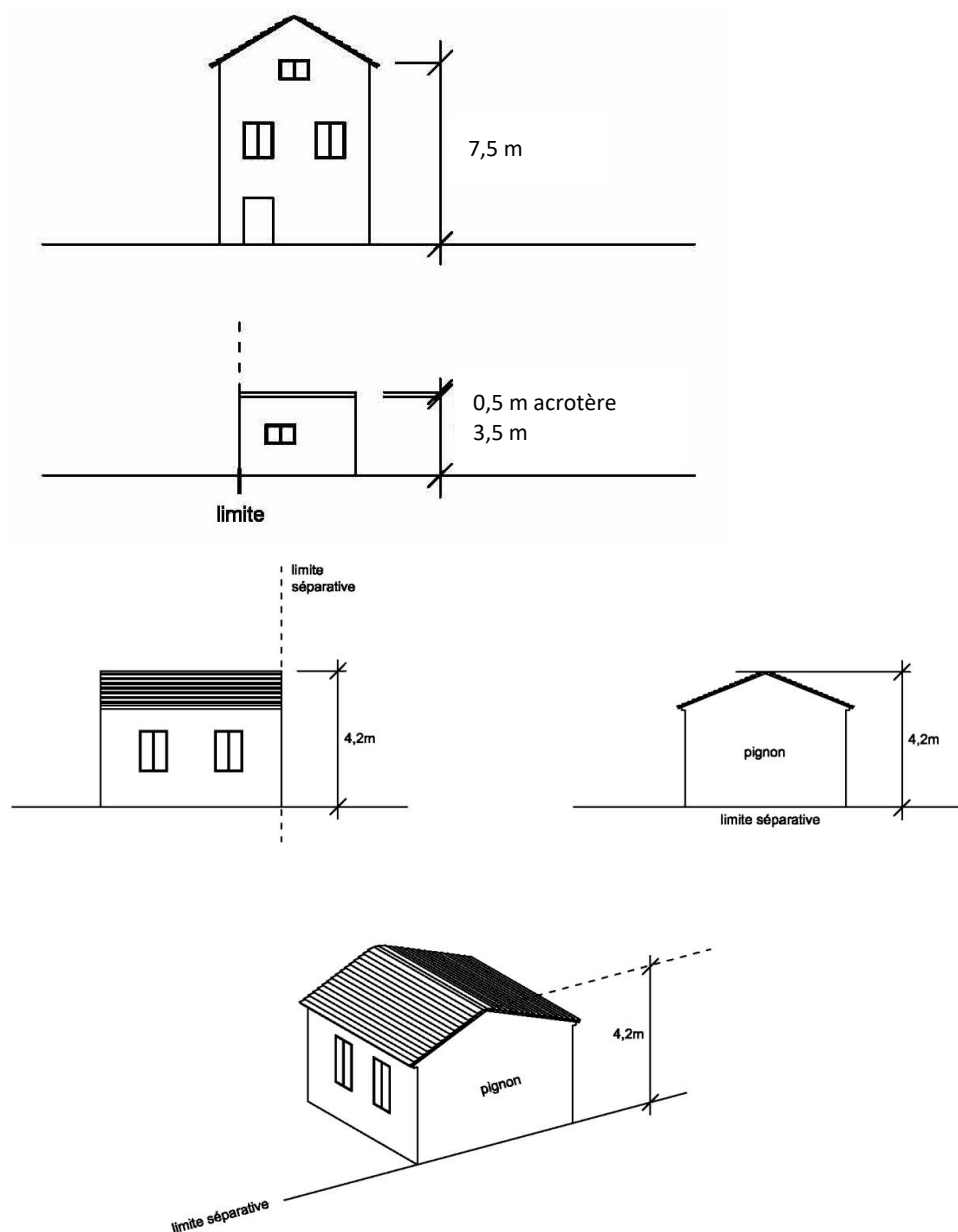 7,5 m
0,5 m acrotère
3,5 m
limite
limite
séparative
4,2m
pignon
4,2m
limite séparative
4,2m
pignon
limite séparative